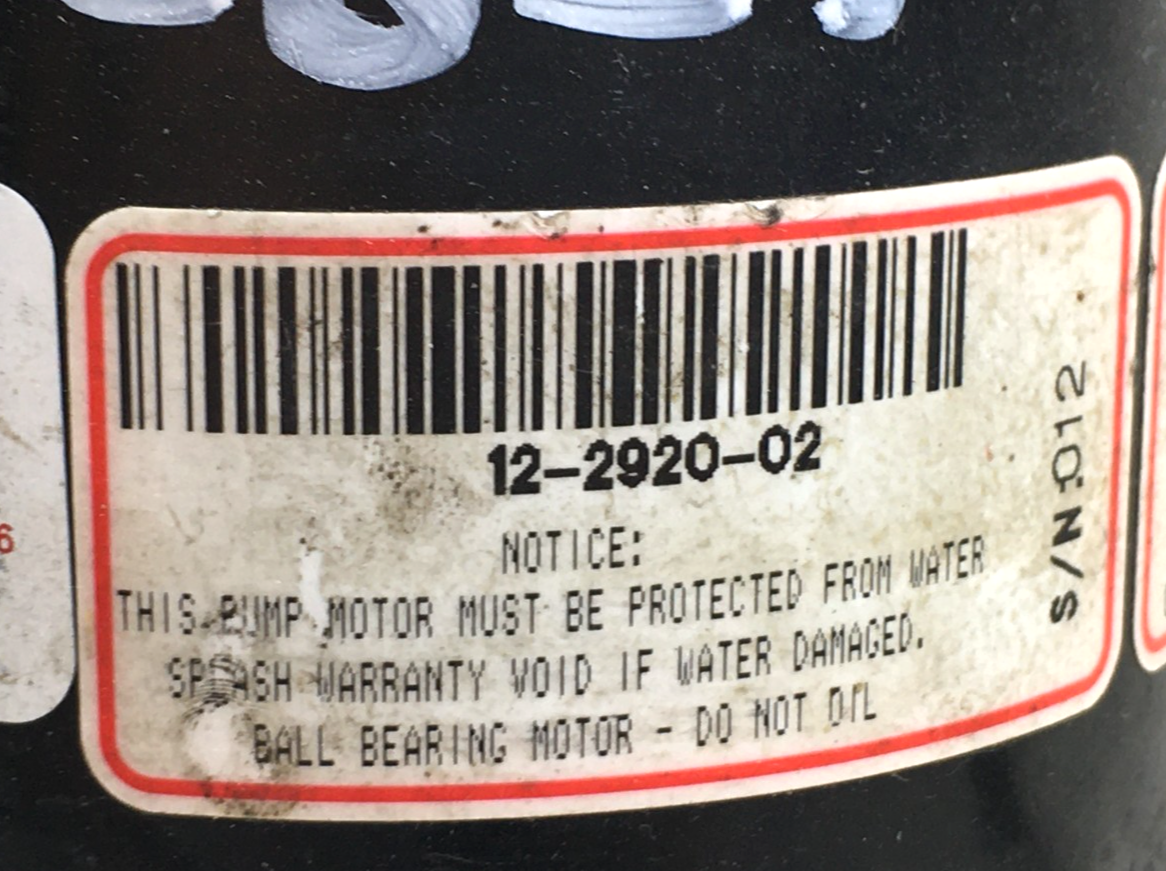 12-2920-02
NOTICE:
THIS PUMP MOTOR MUST BE PROTECTED FROM WATER
SPLASH WARRANTY VOID IF WATER DAMAGED.
BALL BEARING MOTOR - DO NOT OIL
S/N:012
6